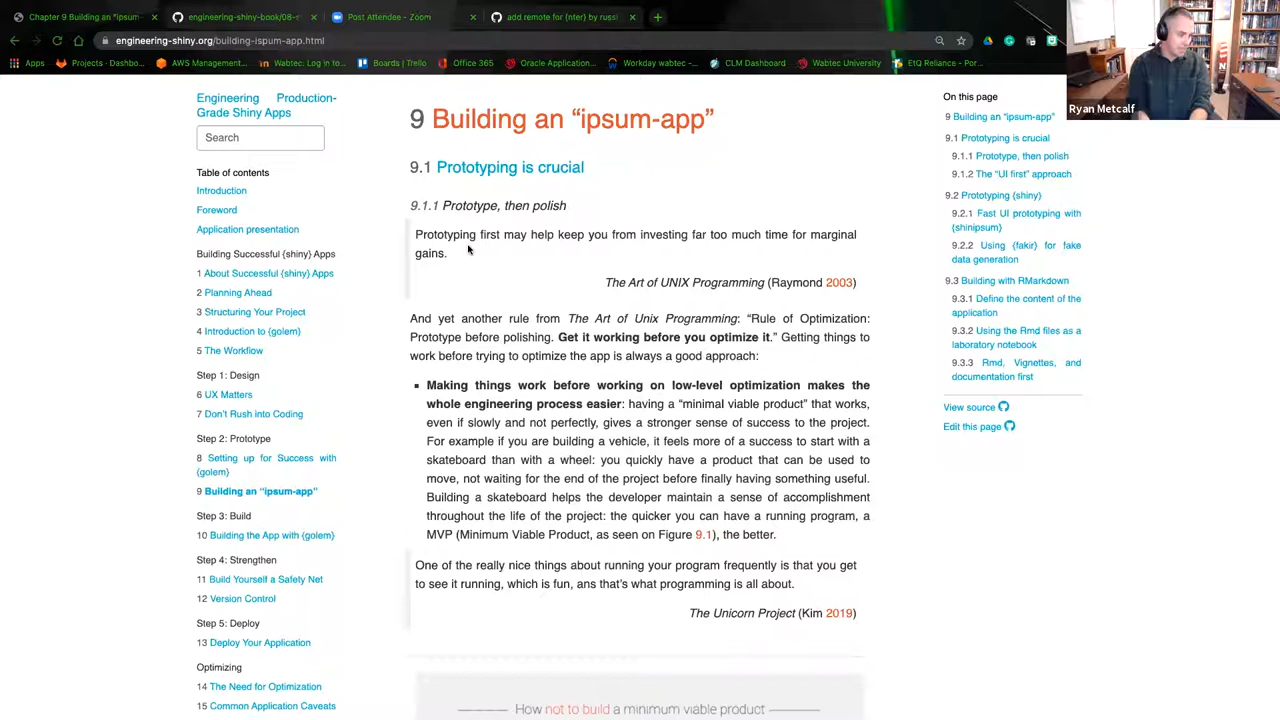 Chapter 9 Building an "ipsum-
engineering-shiny-book/08-s
Post Attendee - Zoom
add remote for {nter} by russ
engineering-shiny.org/building-ispum-app.html
Apps
Projects · Dashbo...
AWS Management...
Wabtec: Log in to...
Boards | Trello
Office 365
Oracle Application...
Workday wabtec -...
CLM Dashboard
Wabtec University
EtQ Reliance - Por...
Ryan Metcalf
Engineering Production-
Grade Shiny Apps
Search
Table of contents
Introduction
Foreword
Application presentation
Building Successful {shiny} Apps
1 About Successful {shiny} Apps
2 Planning Ahead
3 Structuring Your Project
4 Introduction to {golem}
5 The Workflow
Step 1: Design
6 UX Matters
7 Don't Rush into Coding
Step 2: Prototype
8 Setting up for Success with
{golem}
9 Building an "ipsum-app"
Step 3: Build
10 Building the App with {golem}
Step 4: Strengthen
11 Build Yourself a Safety Net
12 Version Control
Step 5: Deploy
13 Deploy Your Application
Optimizing
14 The Need for Optimization
15 Common Application Caveats
9 Building an "ipsum-app"
9.1 Prototyping is crucial
9.1.1 Prototype, then polish
Prototyping first may help keep you from investing far too much time for marginal
gains.
The Art of UNIX Programming (Raymond 2003)
And yet another rule from The Art of Unix Programming: "Rule of Optimization:
Prototype before polishing. Get it working before you optimize it." Getting things to
work before trying to optimize the app is always a good approach:
Making things work before working on low-level optimization makes the
whole engineering process easier: having a "minimal viable product" that works,
even if slowly and not perfectly, gives a stronger sense of success to the project.
For example if you are building a vehicle, it feels more of a success to start with a
skateboard than with a wheel: you quickly have a product that can be used to
move, not waiting for the end of the project before finally having something useful.
Building a skateboard helps the developer maintain a sense of accomplishment
throughout the life of the project: the quicker you can have a running program, a
MVP (Minimum Viable Product, as seen on Figure 9.1), the better.
One of the really nice things about running your program frequently is that you get
to see it running, which is fun, ans that's what programming is all about.
The Unicorn Project (Kim 2019)
How not to build a minimum viable product
On this page
9 Building an "ipsum-app"
9.1 Prototyping is crucial
9.1.1 Prototype, then polish
9.1.2 The "UI first" approach
9.2 Prototyping {shiny}
9.2.1 Fast UI prototyping with
{shinipsum}
9.2.2 Using {fakir} for fake
data generation
9.3 Building with RMarkdown
9.3.1 Define the content of the
application
9.3.2 Using the Rmd files as a
laboratory notebook
9.3.3 Rmd, Vignettes, and
documentation first
View source
Edit this page